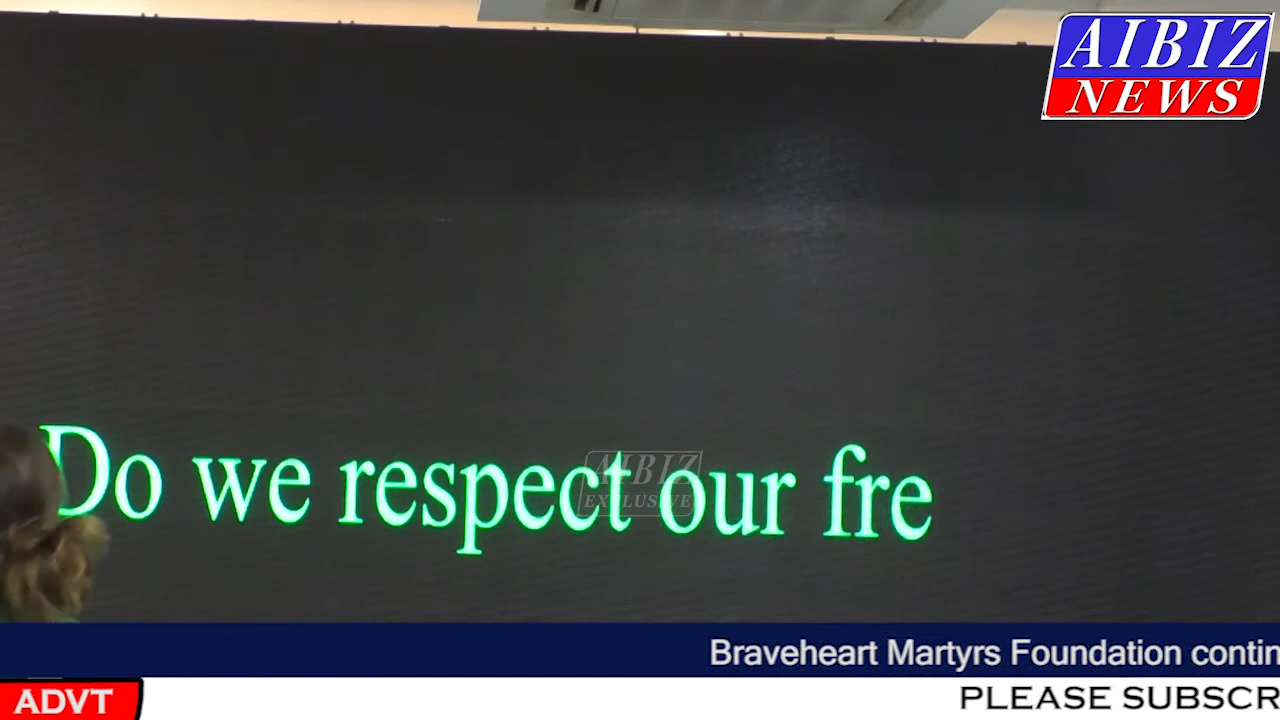 AIBIZ
NEWS
Do we respect our fre
AIBIZ
EXCLUSIVE
Braveheart Martyrs Foundation contin
ADVT
PLEASE SUBSCR